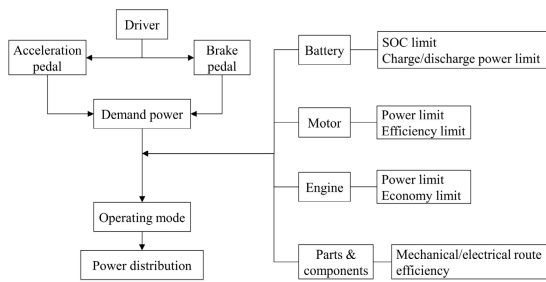 Driver
Acceleration
pedal
Brake
pedal
Demand power
Operating mode
Power distribution
Battery
SOC limit
Charge/discharge power limit
Motor
Power limit
Efficiency limit
Engine
Power limit
Economy limit
Parts &
components
Mechanical/electrical route
efficiency